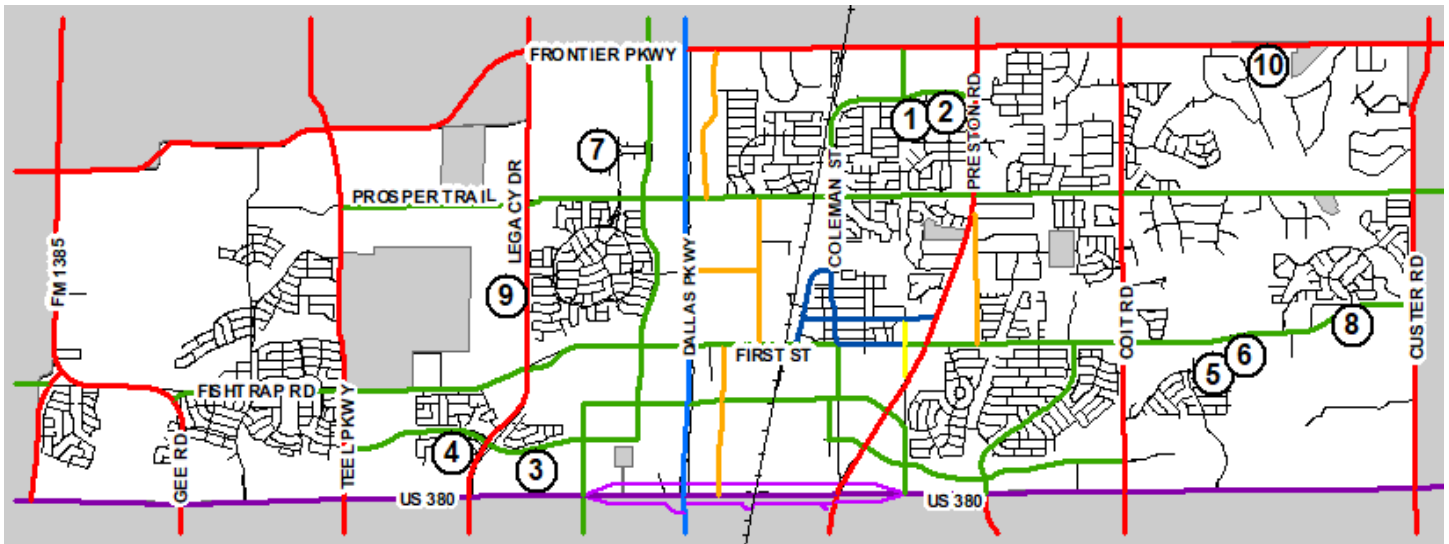 FRONTIER PKWY
10
1
2
7
PRESTON RD
COLEMAN ST
LEGACY DR
PROSPER TRAIL
FM 1385
9
DALLAS PKWY
COIT RD
CUSTER RD
8
FIRST ST
6
5
FISHTRAP RD
TEEL PKWY
GEE RD
4
3
US 380
US 380